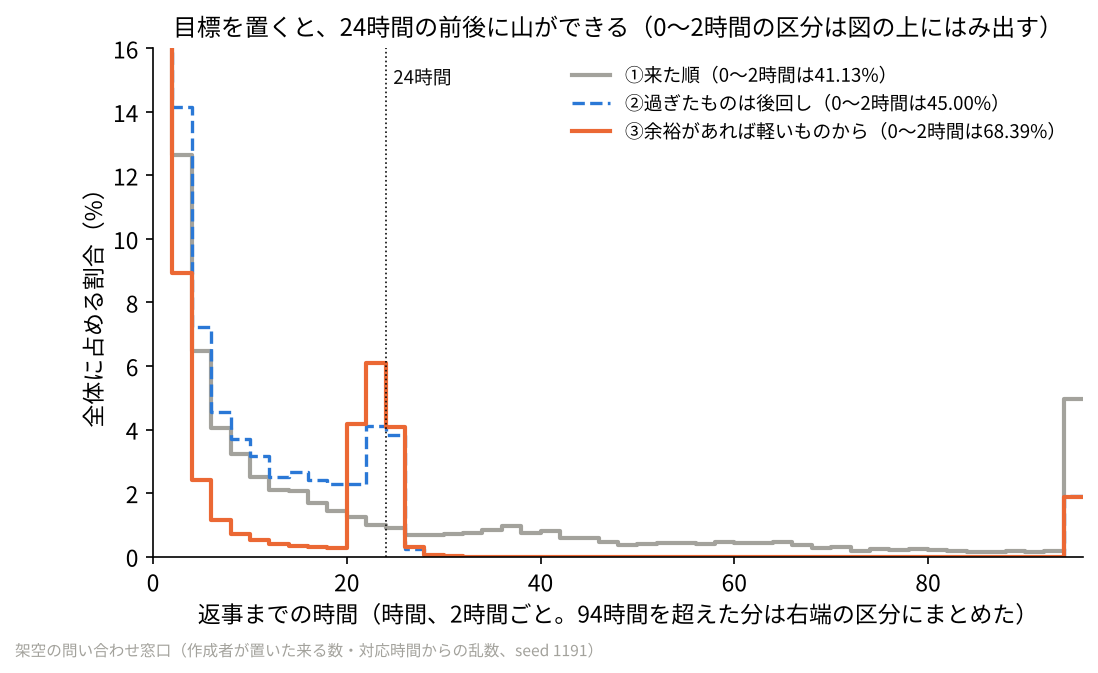 目標を置くと、24時間の前後に山ができる（0〜2時間の区分は図の上にはみ出す）
全体に占める割合（%）
16
14
12
10
8
6
4
2
0
24時間
①来た順（0〜2時間は41.13%）
②過ぎたものは後回し（0〜2時間は45.00%）
③余裕があれば軽いものから（0〜2時間は68.39%）
0 20 40 60 80
返事までの時間（時間、2時間ごと。94時間を超えた分は右端の区分にまとめた）
架空の問い合わせ窓口（作成者が置いた来る数・対応時間からの乱数、seed 1191）